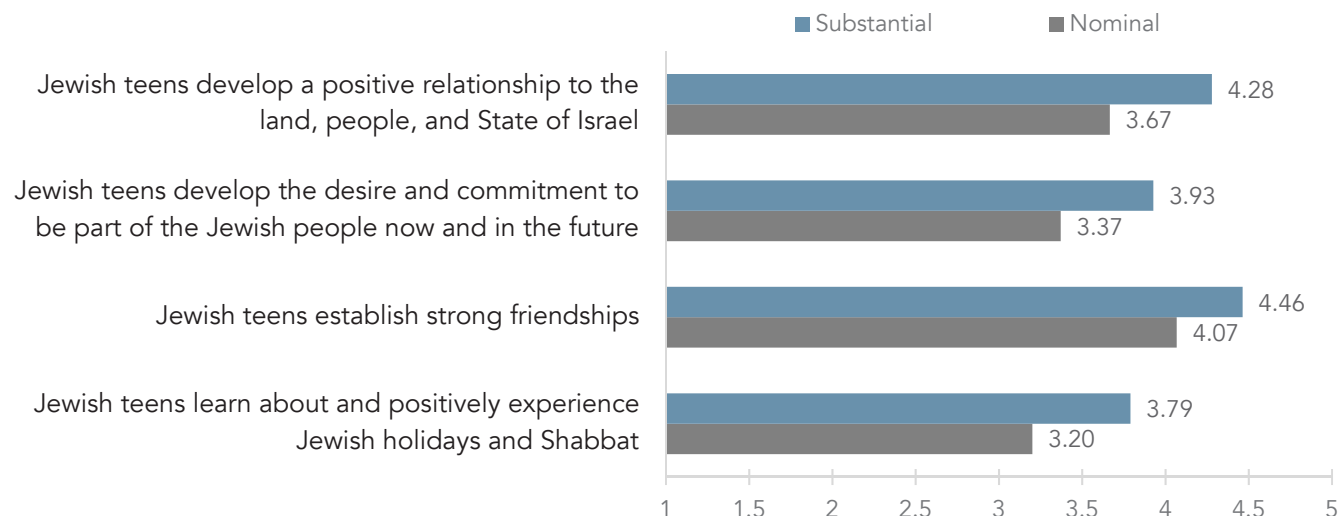 Substantial Nominal
Jewish teens develop a positive relationship to the
land, people, and State of Israel
4.28
3.67
Jewish teens develop the desire and commitment to
be part of the Jewish people now and in the future
3.93
3.37
Jewish teens establish strong friendships
4.46
4.07
Jewish teens learn about and positively experience
Jewish holidays and Shabbat
3.79
3.20
1 1.5 2 2.5 3 3.5 4 4.5 5